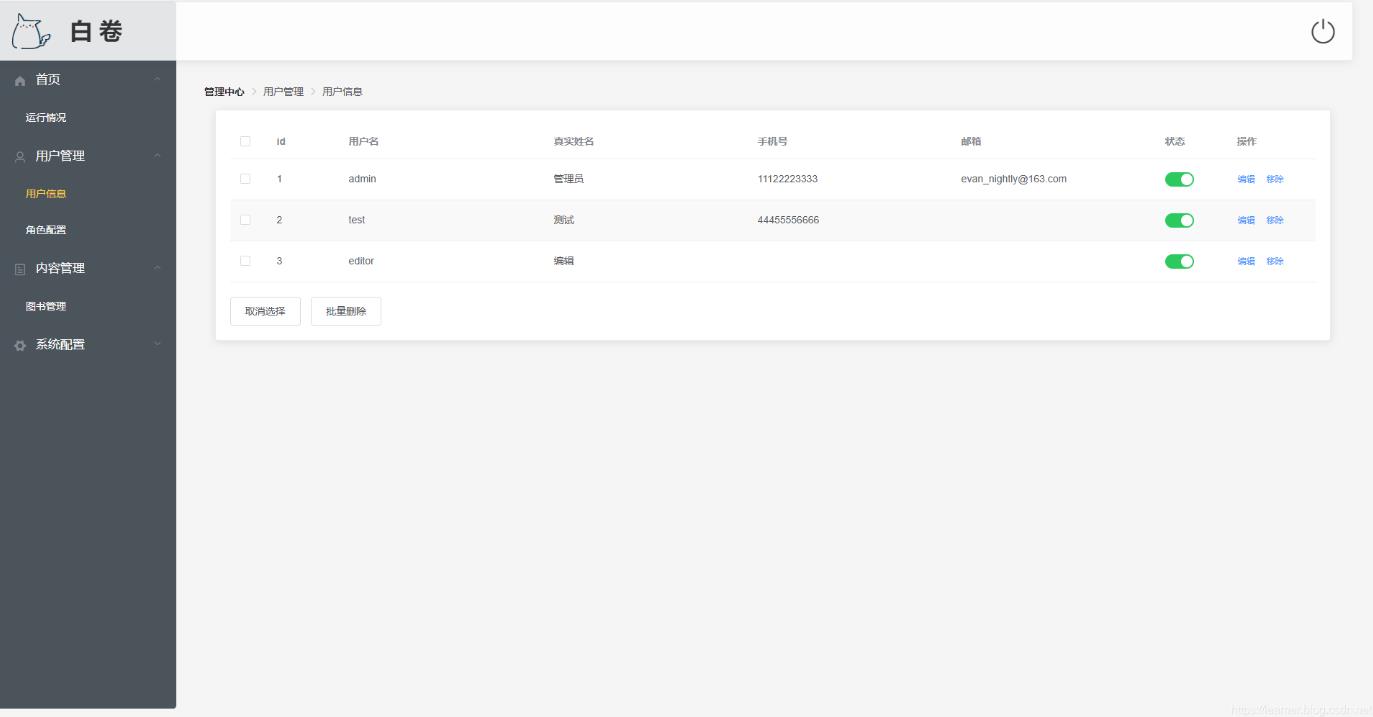 白卷
首页
运行情况
用户管理
用户信息
角色配置
内容管理
图书管理
系统配置
管理中心 > 用户管理 > 用户信息
id 用户名 真实姓名 手机号 邮箱 状态 操作
1 admin 管理员 11122223333 evan_nightly@163.com 编辑 移除
2 test 测试 44455556666 编辑 移除
3 editor 编辑 编辑 移除
取消选择 批量删除
https://learner.blog.csdn.net